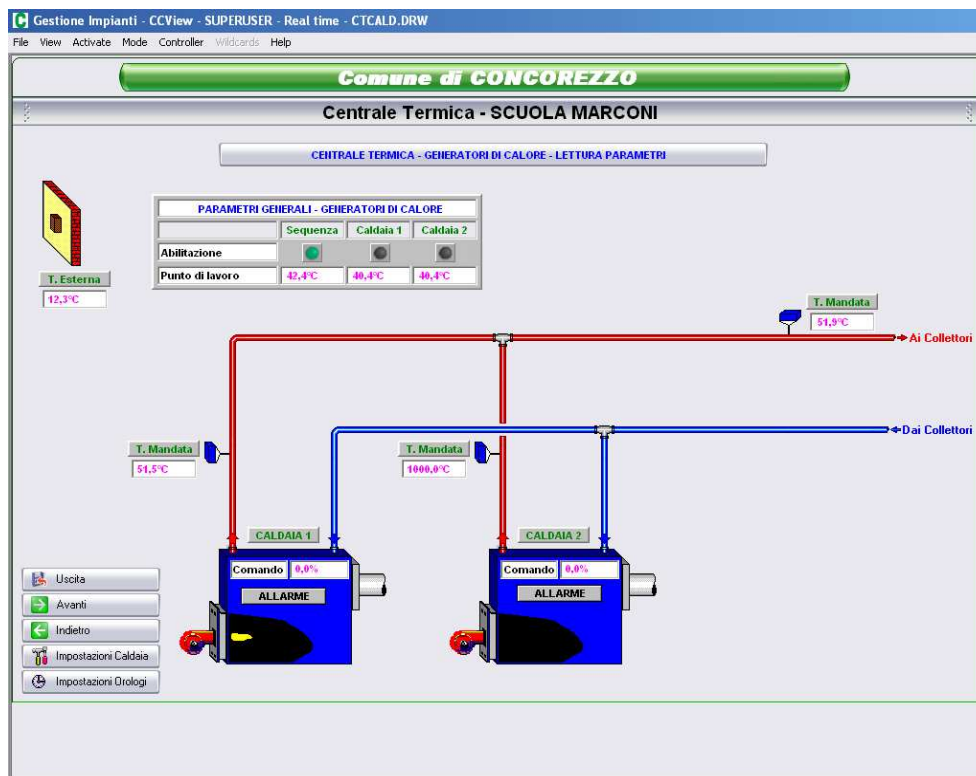 Gestione Impianti - CCView - SUPERUSER - Real time - CTCALD.DRW
File View Activate Mode Controller Wildcards Help
Comune di CONCOREZZO
Centrale Termica - SCUOLA MARCONI
CENTRALE TERMICA - GENERATORI DI CALORE - LETTURA PARAMETRI
PARAMETRI GENERALI - GENERATORI DI CALORE
Sequenza Caldaia 1 Caldaia 2
Abilitazione
Punto di lavoro 42,4°C 40,4°C 40,4°C
T. Esterna
12,3°C
T. Mandata
51,9°C
Ai Collettori
Dai Collettori
T. Mandata
51,5°C
T. Mandata
1000,0°C
CALDAIA 1
Comando 0,0%
ALLARME
CALDAIA 2
Comando 0,0%
ALLARME
Uscita
Avanti
Indietro
Impostazioni Caldaia
Impostazioni Orologi